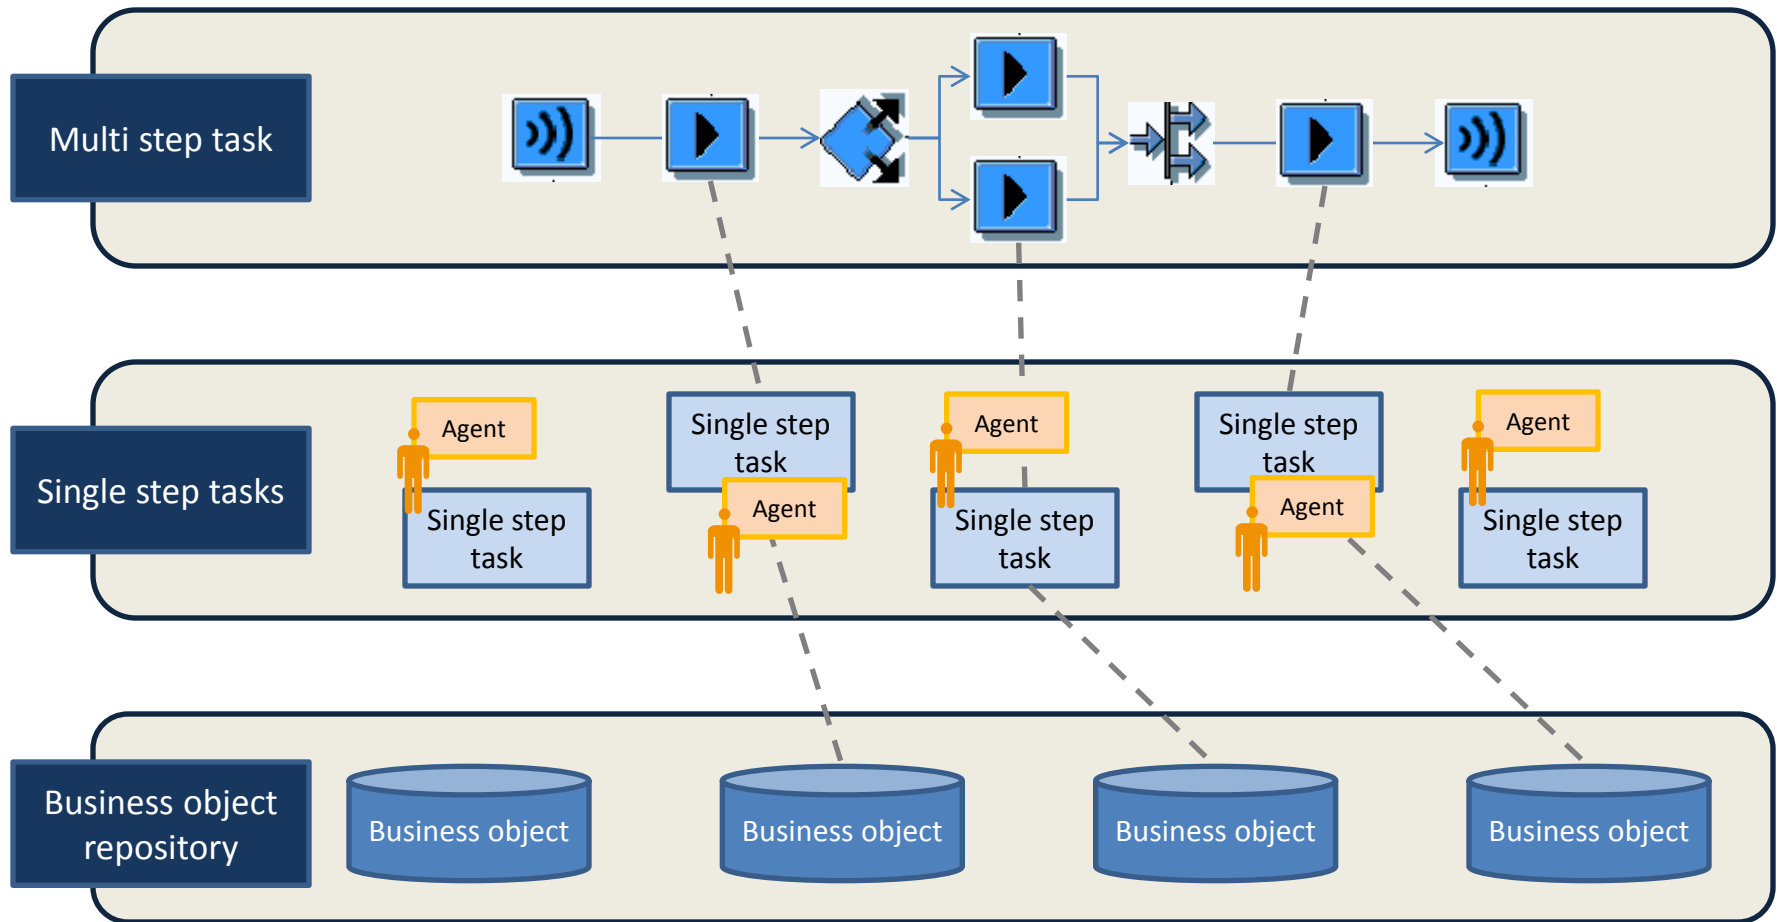 Multi step task
Single step tasks
Agent
Single step
task
Single step
task
Agent
Agent
Single step
task
Single step
task
Agent
Agent
Single step
task
Business object
repository
Business object
Business object
Business object
Business object